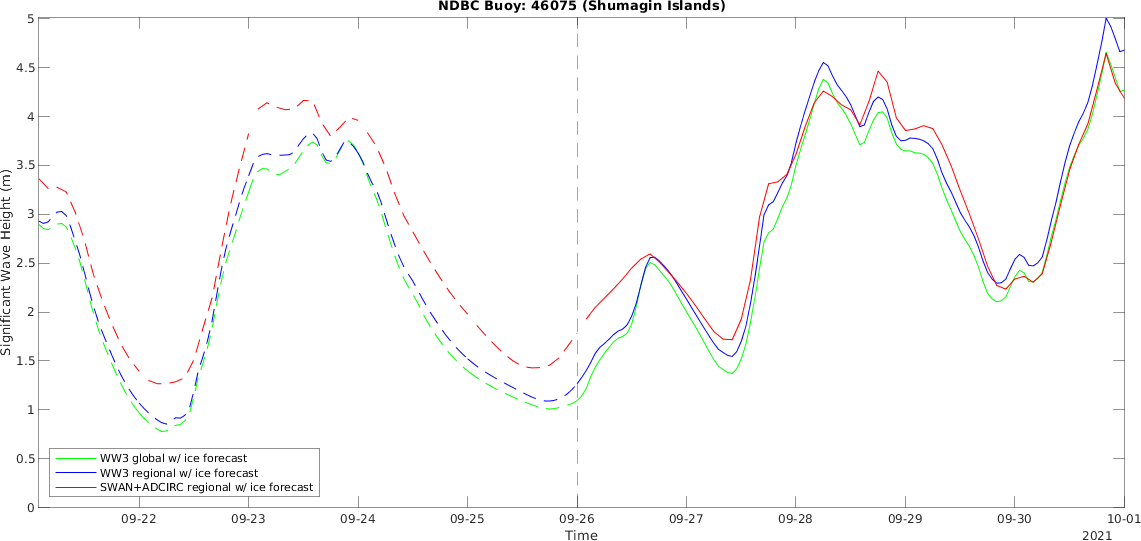 NDBC Buoy: 46075 (Shumagin Islands)
5
4.5
4
3.5
3
2.5
2
1.5
1
0.5
0
Significant Wave Height (m)
WW3 global w/ ice forecast
WW3 regional w/ ice forecast
SWAN+ADCIRC regional w/ ice forecast
09-22 09-23 09-24 09-25 09-26 09-27 09-28 09-29 09-30 10-01
Time
2021